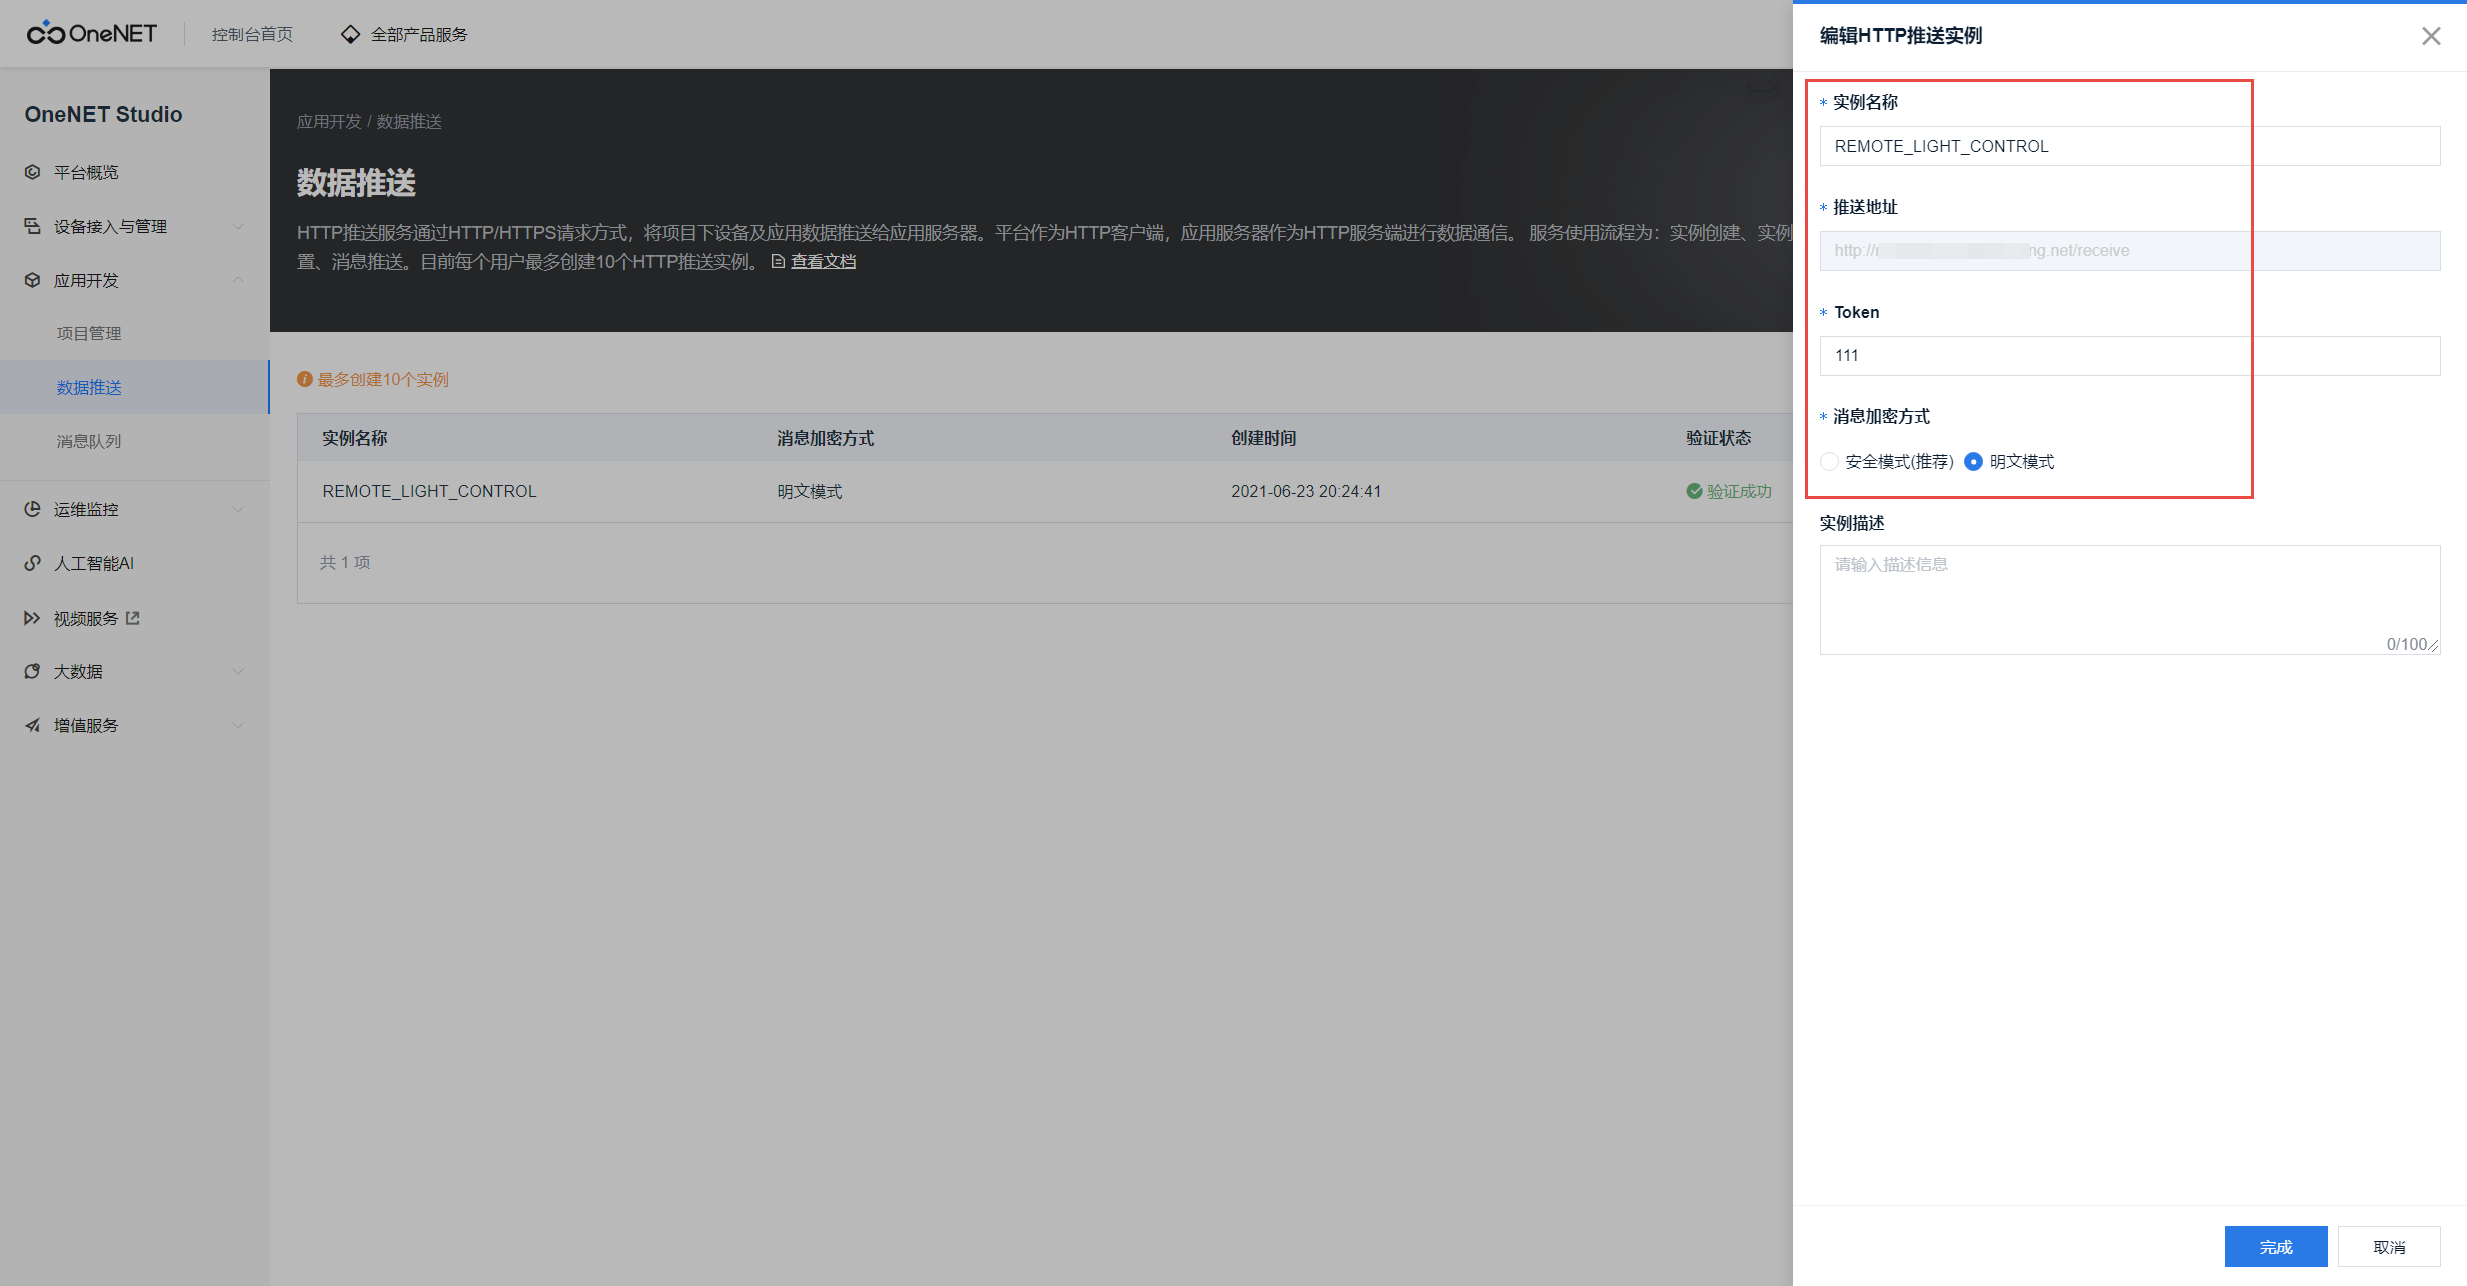 OneNET
控制台首页
全部产品服务
OneNET Studio
平台概览
设备接入与管理
应用开发
项目管理
数据推送
消息队列
运维监控
人工智能AI
视频服务
大数据
增值服务
应用开发 / 数据推送
数据推送
HTTP推送服务通过HTTP/HTTPS请求方式，将项目下设备及应用数据推送给应用服务器。平台作为HTTP客户端，应用服务器作为HTTP服务端进行数据通信。 服务使用流程为：实例创建、实例
置、消息推送。目前每个用户最多创建10个HTTP推送实例。 查看文档
最多创建10个实例
实例名称 消息加密方式 创建时间 验证状态
REMOTE_LIGHT_CONTROL 明文模式 2021-06-23 20:24:41 验证成功
共 1 项
编辑HTTP推送实例
* 实例名称
REMOTE_LIGHT_CONTROL
* 推送地址
http:// ng.net/receive
* Token
111
* 消息加密方式
安全模式(推荐) 明文模式
实例描述
请输入描述信息
0/100
完成
取消